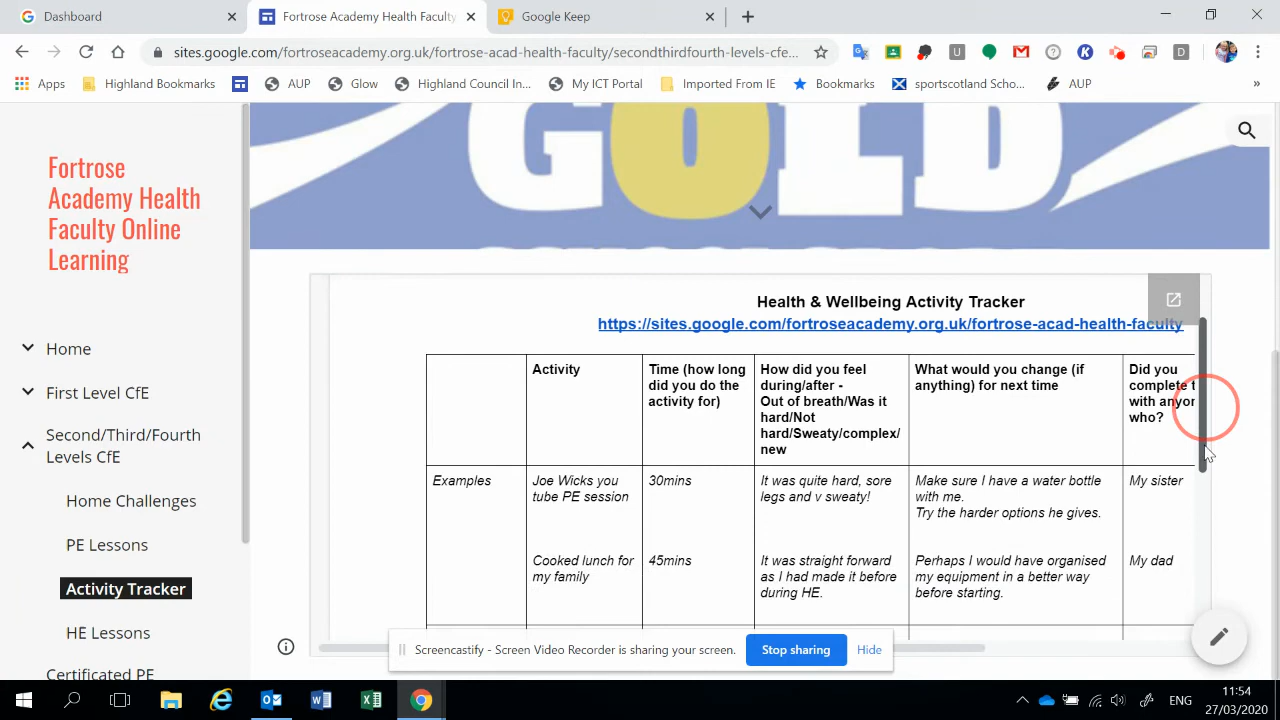 Dashboard
Fortrose Academy Health Faculty
Google Keep
sites.google.com/fortroseacademy.org.uk/fortrose-acad-health-faculty/secondthirdfourth-levels-cfe...
Apps
Highland Bookmarks
AUP
Glow
Highland Council In...
My ICT Portal
Imported From IE
Bookmarks
sportscotland Scho...
AUP
»
GOLD
Fortrose
Academy Health
Faculty Online
Learning
Home
First Level CfE
Second/Third/Fourth
Levels CfE
Home Challenges
PE Lessons
Activity Tracker
HE Lessons
Certificated PE
Health & Wellbeing Activity Tracker
https://sites.google.com/fortroseacademy.org.uk/fortrose-acad-health-faculty
Activity
Time (how long
did you do the
activity for)
How did you feel
during/after -
Out of breath/Was it
hard/Not
hard/Sweaty/complex/
new
What would you change (if
anything) for next time
Did you
complete t
with anyor
who?
Examples
Joe Wicks you
tube PE session
30mins
It was quite hard, sore
legs and v sweaty!
Make sure I have a water bottle
with me.
Try the harder options he gives.
My sister
Cooked lunch for
my family
45mins
It was straight forward
as I had made it before
during HE.
Perhaps I would have organised
my equipment in a better way
before starting.
My dad
Screencastify - Screen Video Recorder is sharing your screen.
Stop sharing
Hide
ENG
11:54
27/03/2020